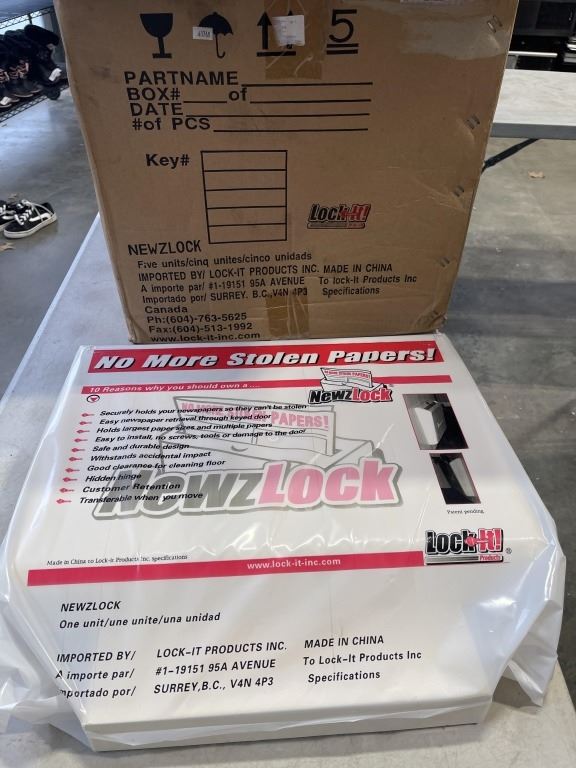 5
PARTNAME
BOX# of
DATE
#of PCS
Key#
Lock-It!
NEWZLOCK
Five units/cinq unites/cinco unidads
IMPORTED BY/ LOCK-IT PRODUCTS INC. MADE IN CHINA
A importe par/ #1-19151 95A AVENUE To lock-It Products Inc
Importado por/ SURREY. B.C.,V4N 4P3 Specifications
Canada
Ph:(604)-763-5625
Fax:(604)-513-1992
www.lock-it-inc.com
No More Stolen Papers!
10 Reasons why you should own a ....
NO MORE STOLEN PAPERS!
NEWZLOCK®
Securely holds your newspapers so they can't be stolen
Easy newspaper retrieval through keyed door
Holds largest paper sizes and multiple papers
Easy to install, no screws, tools or damage to the door
Safe and durable design
Withstands accidental impact
Good clearance for cleaning floor
Hidden hinge
Customer Retention
Transferable when you move
NEWZLOCK
Patent pending
Lock-It!®
Products
Made in China to Lock-it Products Inc. specifications
www.lock-it-inc.com
NEWZLOCK
One unit/une unite/una unidad
IMPORTED BY/ LOCK-IT PRODUCTS INC. MADE IN CHINA
A importe par/ #1-19151 95A AVENUE To Lock-It Products Inc
portado por/ SURREY,B.C., V4N 4P3 Specifications